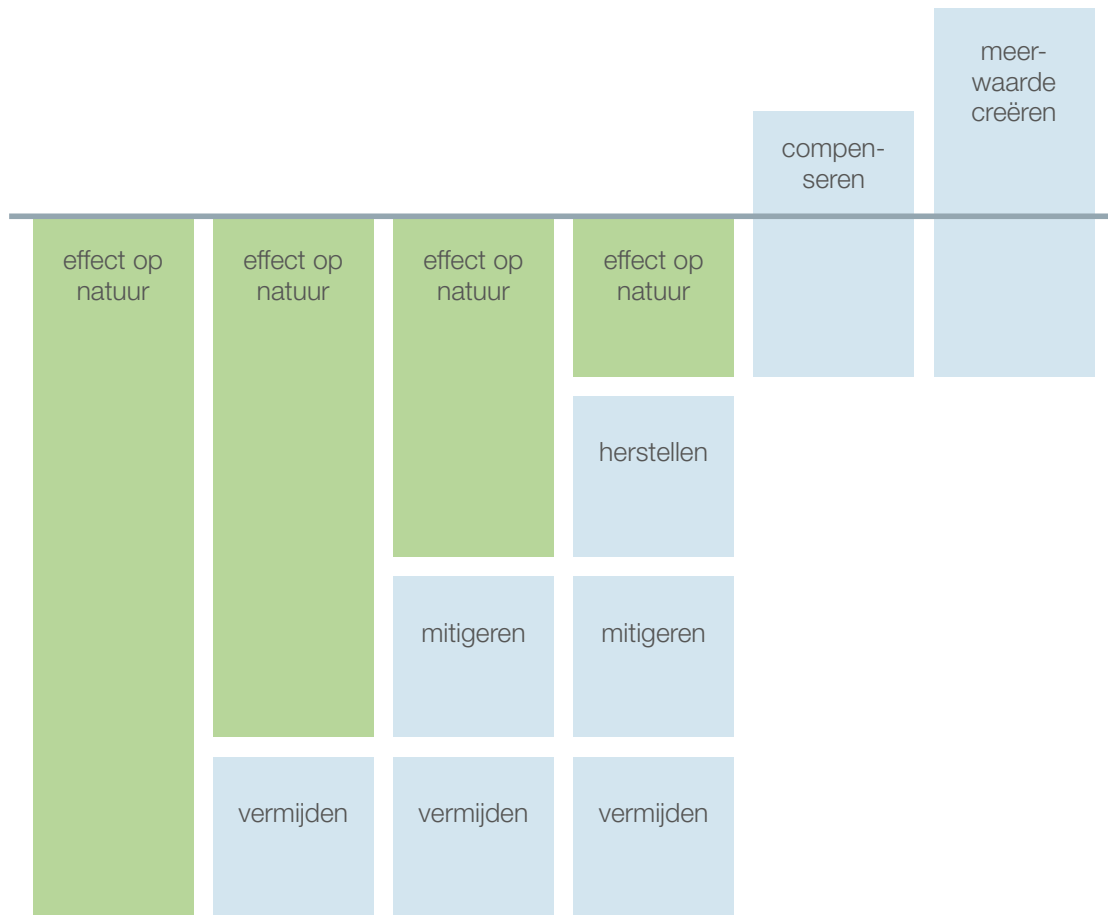 meer-
waarde
creëren
compen-
seren
effect op
natuur
effect op
natuur
effect op
natuur
effect op
natuur
herstellen
mitigeren
mitigeren
vermijden
vermijden
vermijden